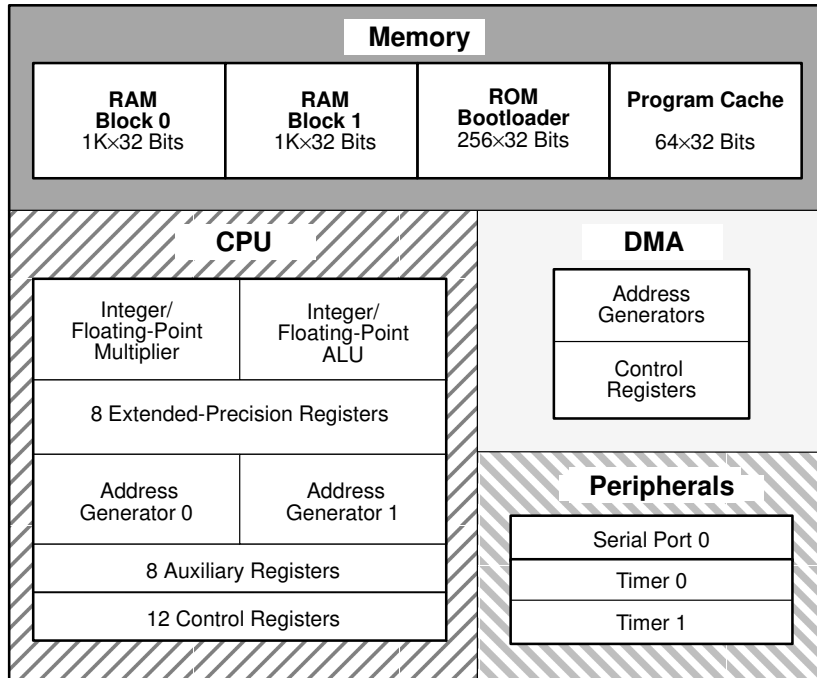 Memory
RAM
Block 0
1K×32 Bits
RAM
Block 1
1K×32 Bits
ROM
Bootloader
256×32 Bits
Program Cache
64×32 Bits
CPU
Integer/
Floating-Point
Multiplier
Integer/
Floating-Point
ALU
8 Extended-Precision Registers
Address
Generator 0
Address
Generator 1
8 Auxiliary Registers
12 Control Registers
DMA
Address
Generators
Control
Registers
Peripherals
Serial Port 0
Timer 0
Timer 1